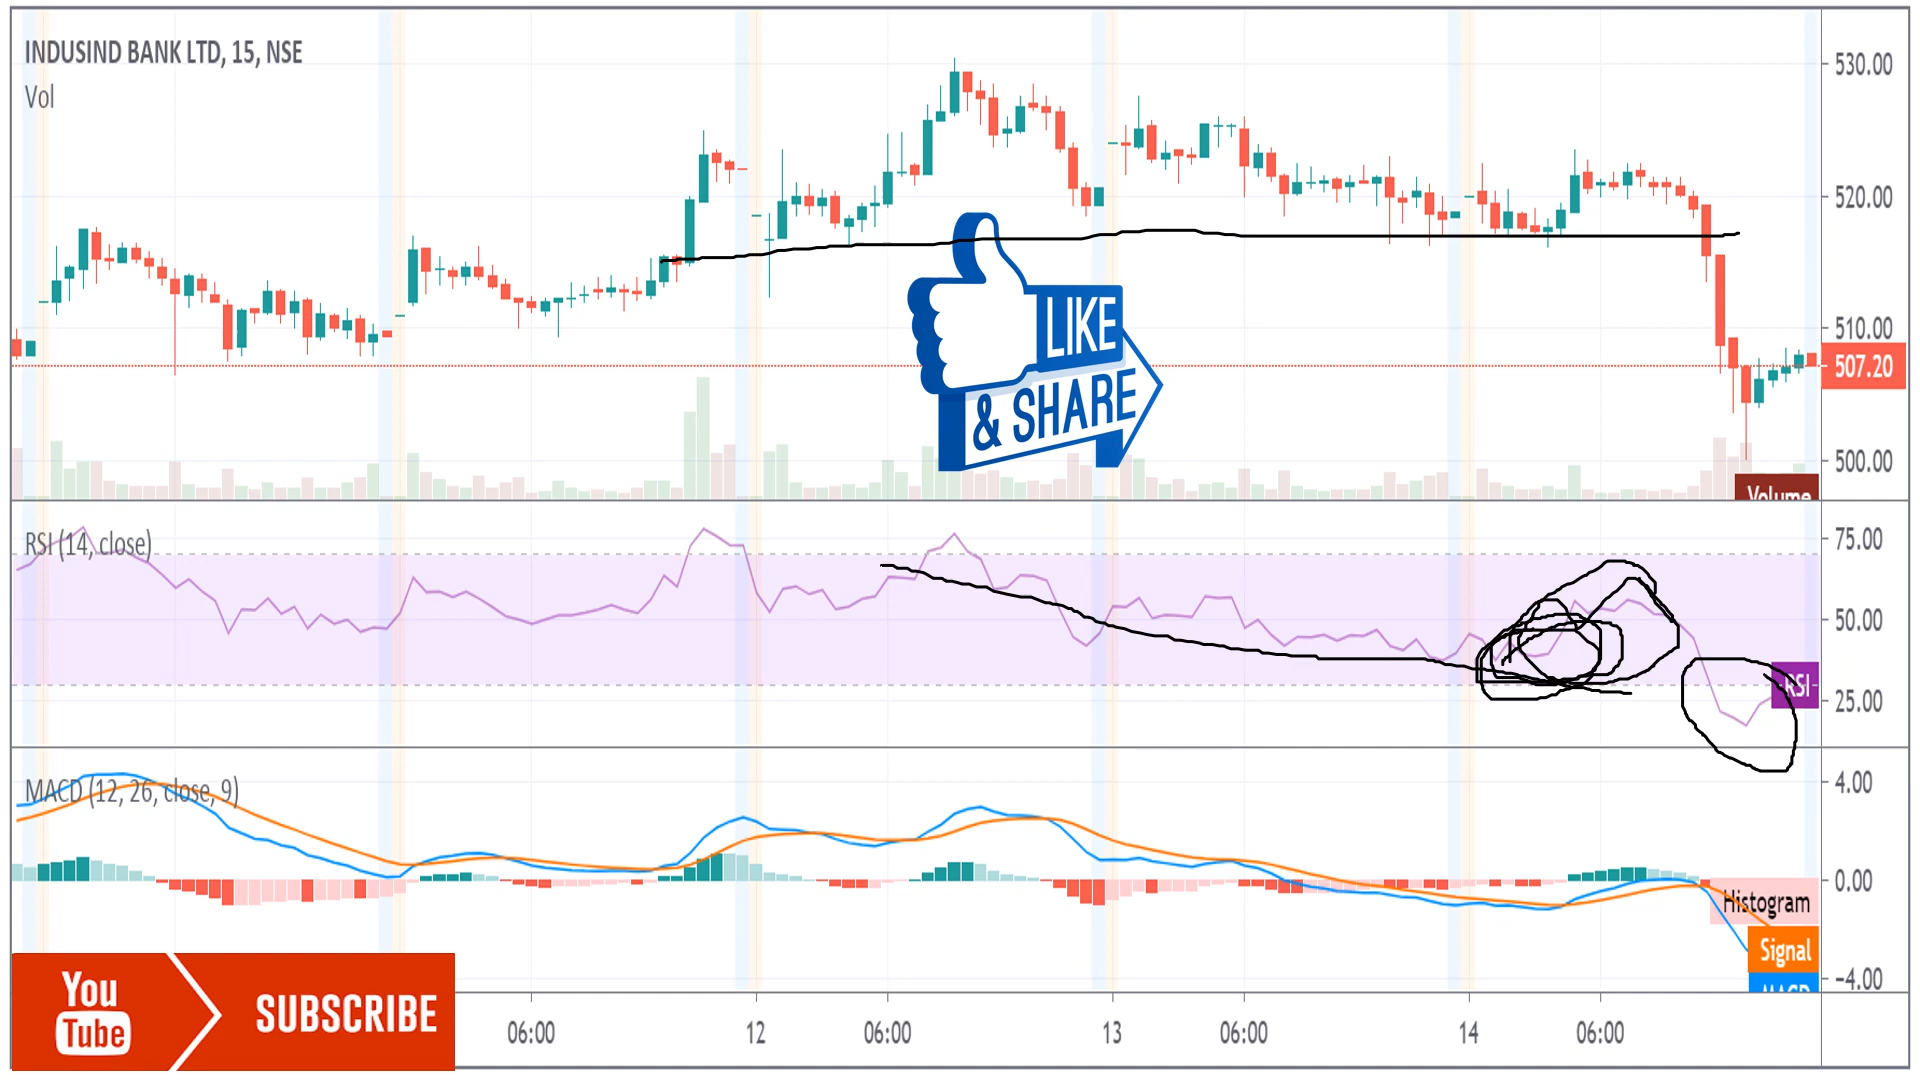 INDUSIND BANK LTD, 15, NSE
Vol
530.00
520.00
510.00
507.20
500.00
LIKE
& SHARE
Volume
RSI (14, close)
75.00
50.00
25.00
RSI
MACD (12, 26, close, 9)
4.00
0.00
-4.00
Histogram
Signal
MACD
You
Tube
SUBSCRIBE
06:00
12
06:00
13
06:00
14
06:00